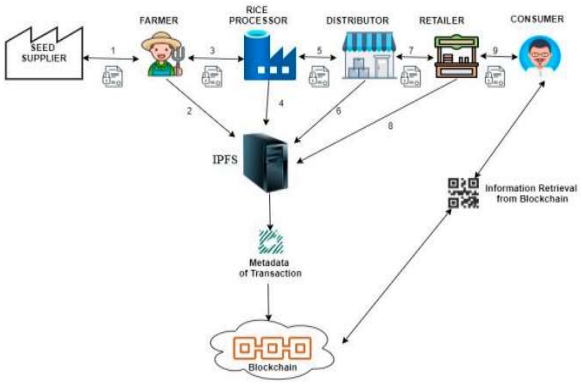 FARMER
RICE
PROCESSOR
DISTRIBUTOR
RETAILER
CONSUMER
SEED
SUPPLIER
1
3
5
7
9
2
4
6
8
IPFS
Information Retrieval
from Blockchain
Metadata
of Transaction
Blockchain